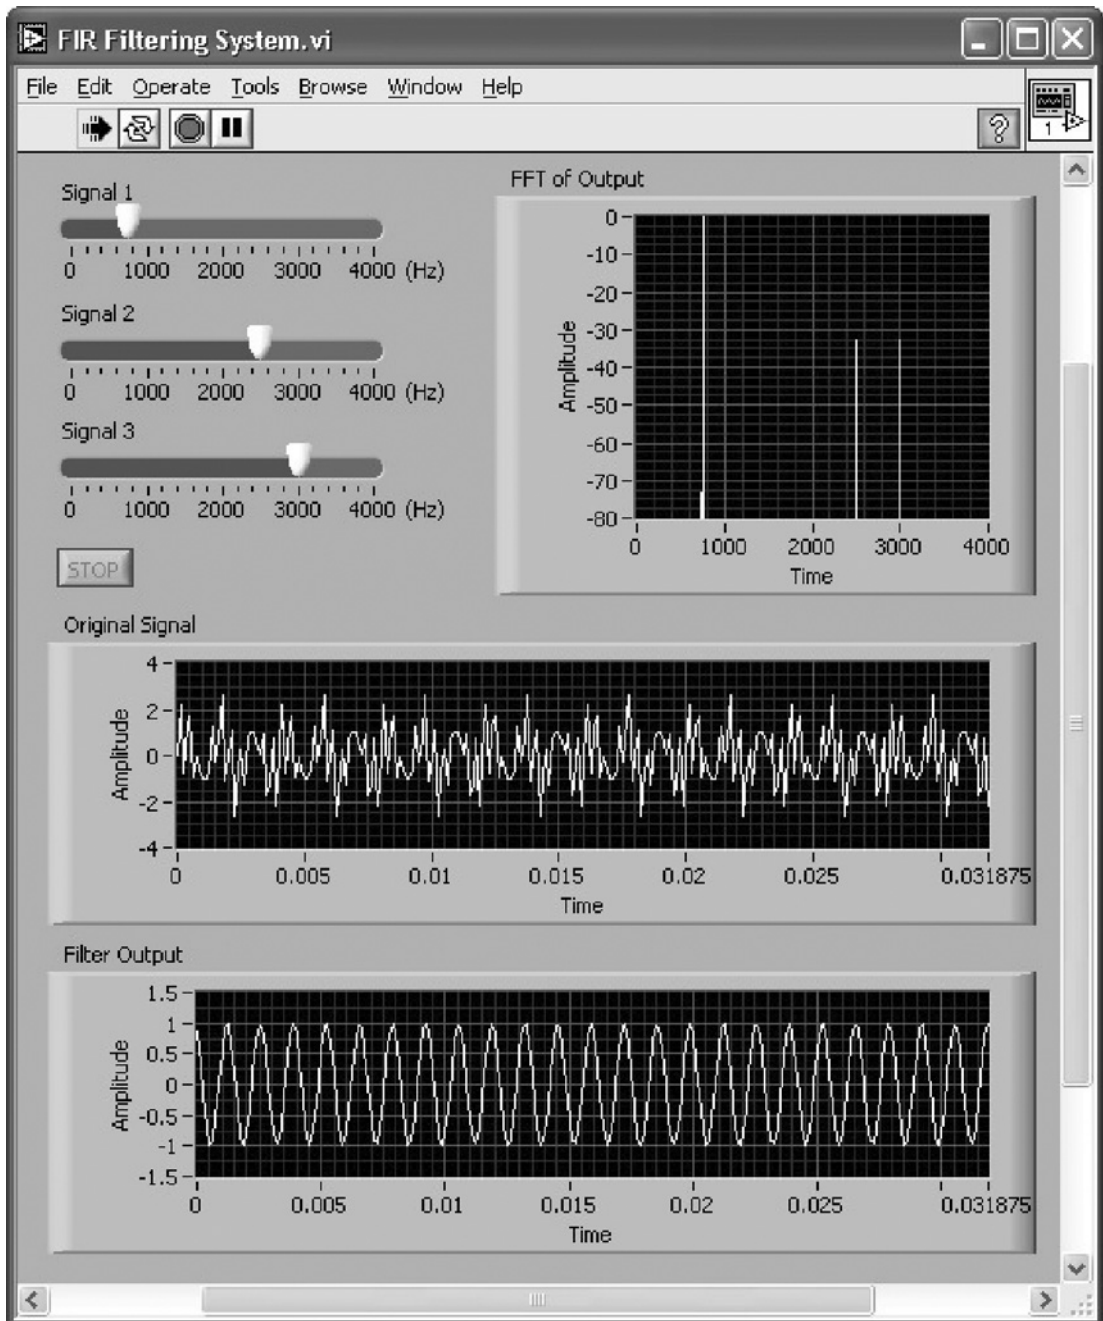 FIR Filtering System.vi
File Edit Operate Tools Browse Window Help
1
Signal 1
0 1000 2000 3000 4000 (Hz)
Signal 2
0 1000 2000 3000 4000 (Hz)
Signal 3
0 1000 2000 3000 4000 (Hz)
STOP
FFT of Output
Amplitude
0
-10
-20
-30
-40
-50
-60
-70
-80
0 1000 2000 3000 4000
Time
Original Signal
Amplitude
4
2
0
-2
-4
0 0.005 0.01 0.015 0.02 0.025 0.031875
Time
Filter Output
Amplitude
1.5
1
0.5
0
-0.5
-1
-1.5
0 0.005 0.01 0.015 0.02 0.025 0.031875
Time